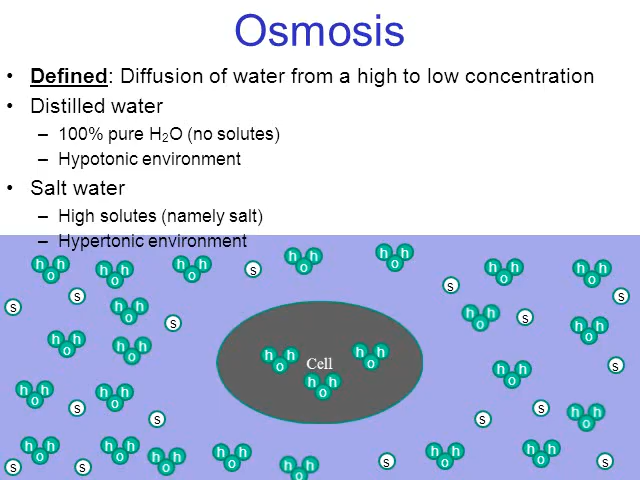 Osmosis
• Defined: Diffusion of water from a high to low concentration
• Distilled water
– 100% pure H₂O (no solutes)
– Hypotonic environment
• Salt water
– High solutes (namely salt)
– Hypertonic environment
h h o
h h o
h h o
s
h h o
h h o
h h o
h h o
s
s
s
s
h h o
s
h h o
s
h h o
h h o
h h o
h h o
Cell
h h o
h h o
s
h h o
h h o
h h o
s
s
h h o
s
s
h h o
h h o
h h o
h h o
h h o
h h o
h h o
s
s
s
s